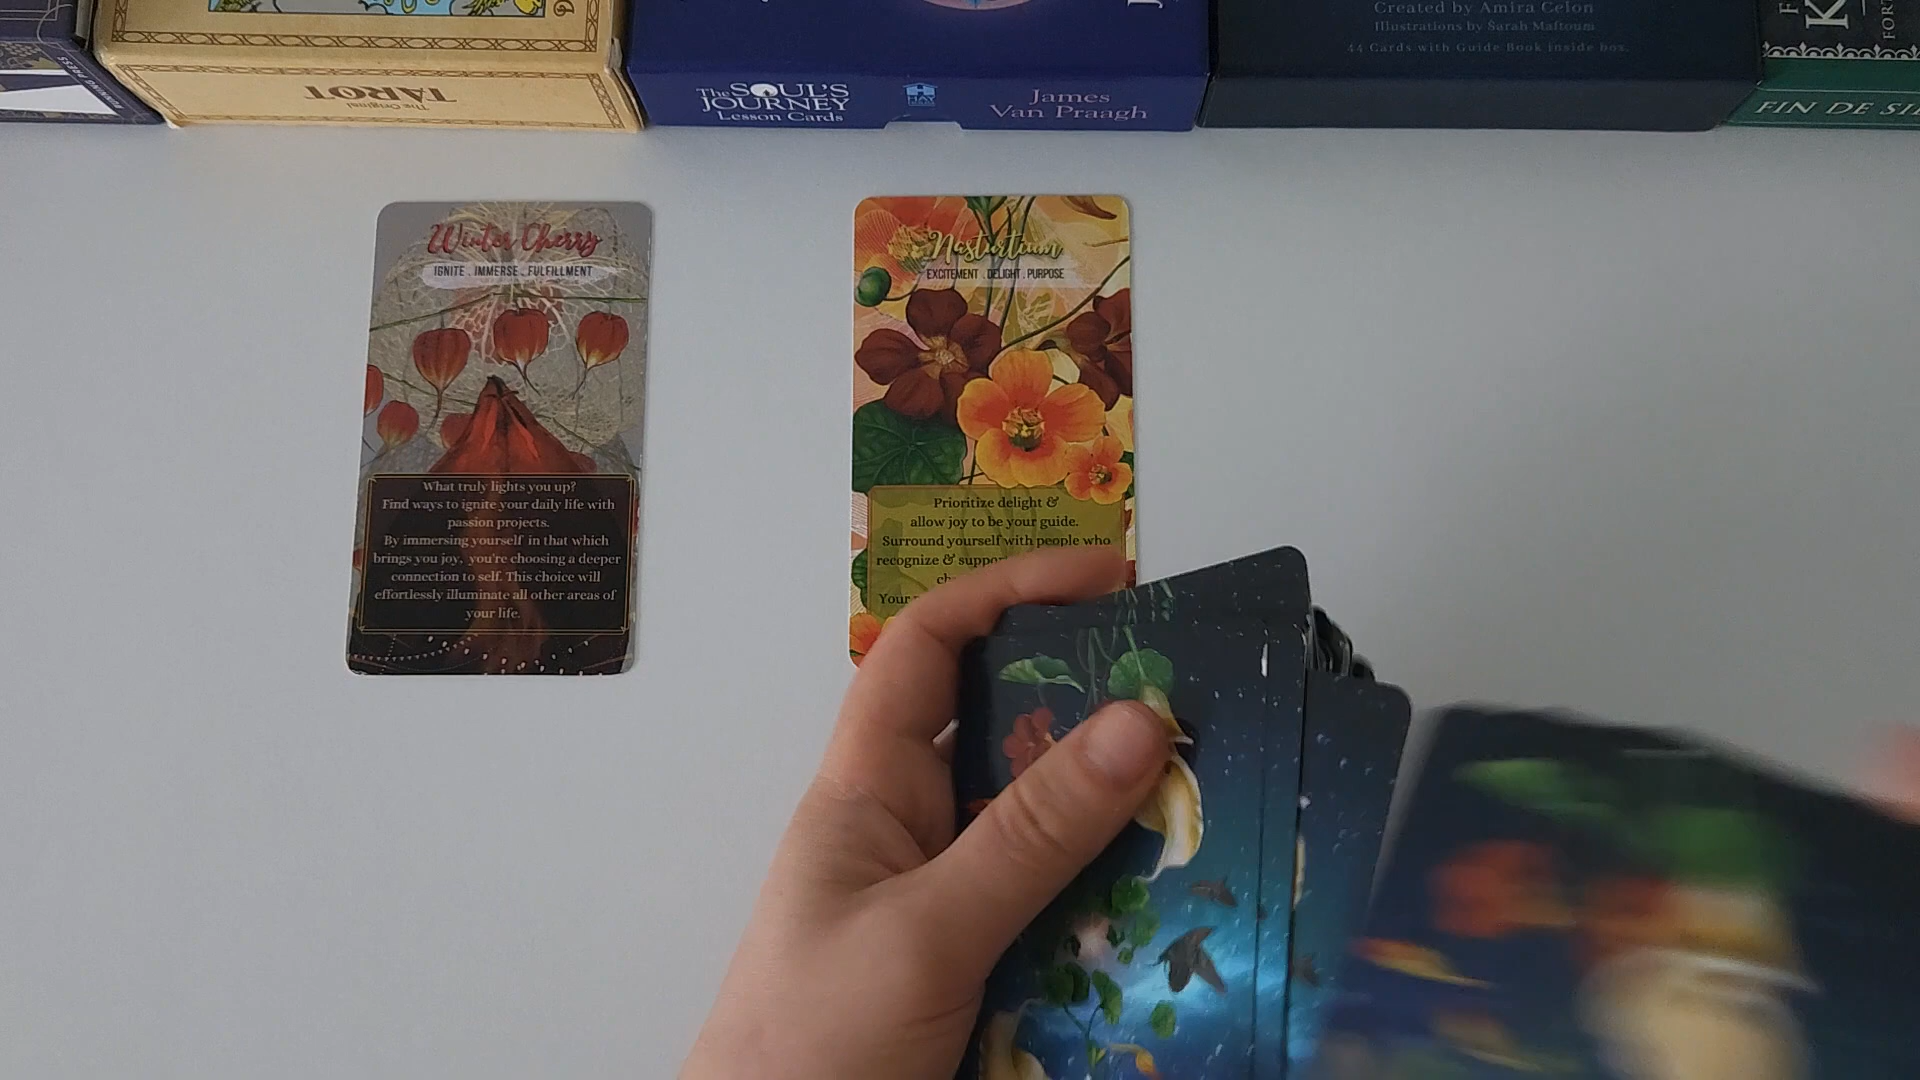 RUNNING PRESS
The Original
TAROT
The SOUL'S
JOURNEY
Lesson Cards
HAY
HOUSE
James
Van Praagh
Created by Amira Celon
Illustrations by Sarah Maftoum
44 Cards with Guide Book inside box.
FIN DE
Winter Cherry
IGNITE . IMMERSE . FULFILLMENT
What truly lights you up?
Find ways to ignite your daily life with
passion projects.
By immersing yourself in that which
brings you joy, you're choosing a deeper
connection to self. This choice will
effortlessly illuminate all other areas of
your life.
Nasturtium
EXCITEMENT . DELIGHT . PURPOSE
Prioritize delight &
allow joy to be your guide.
Surround yourself with people who
recognize &
Your